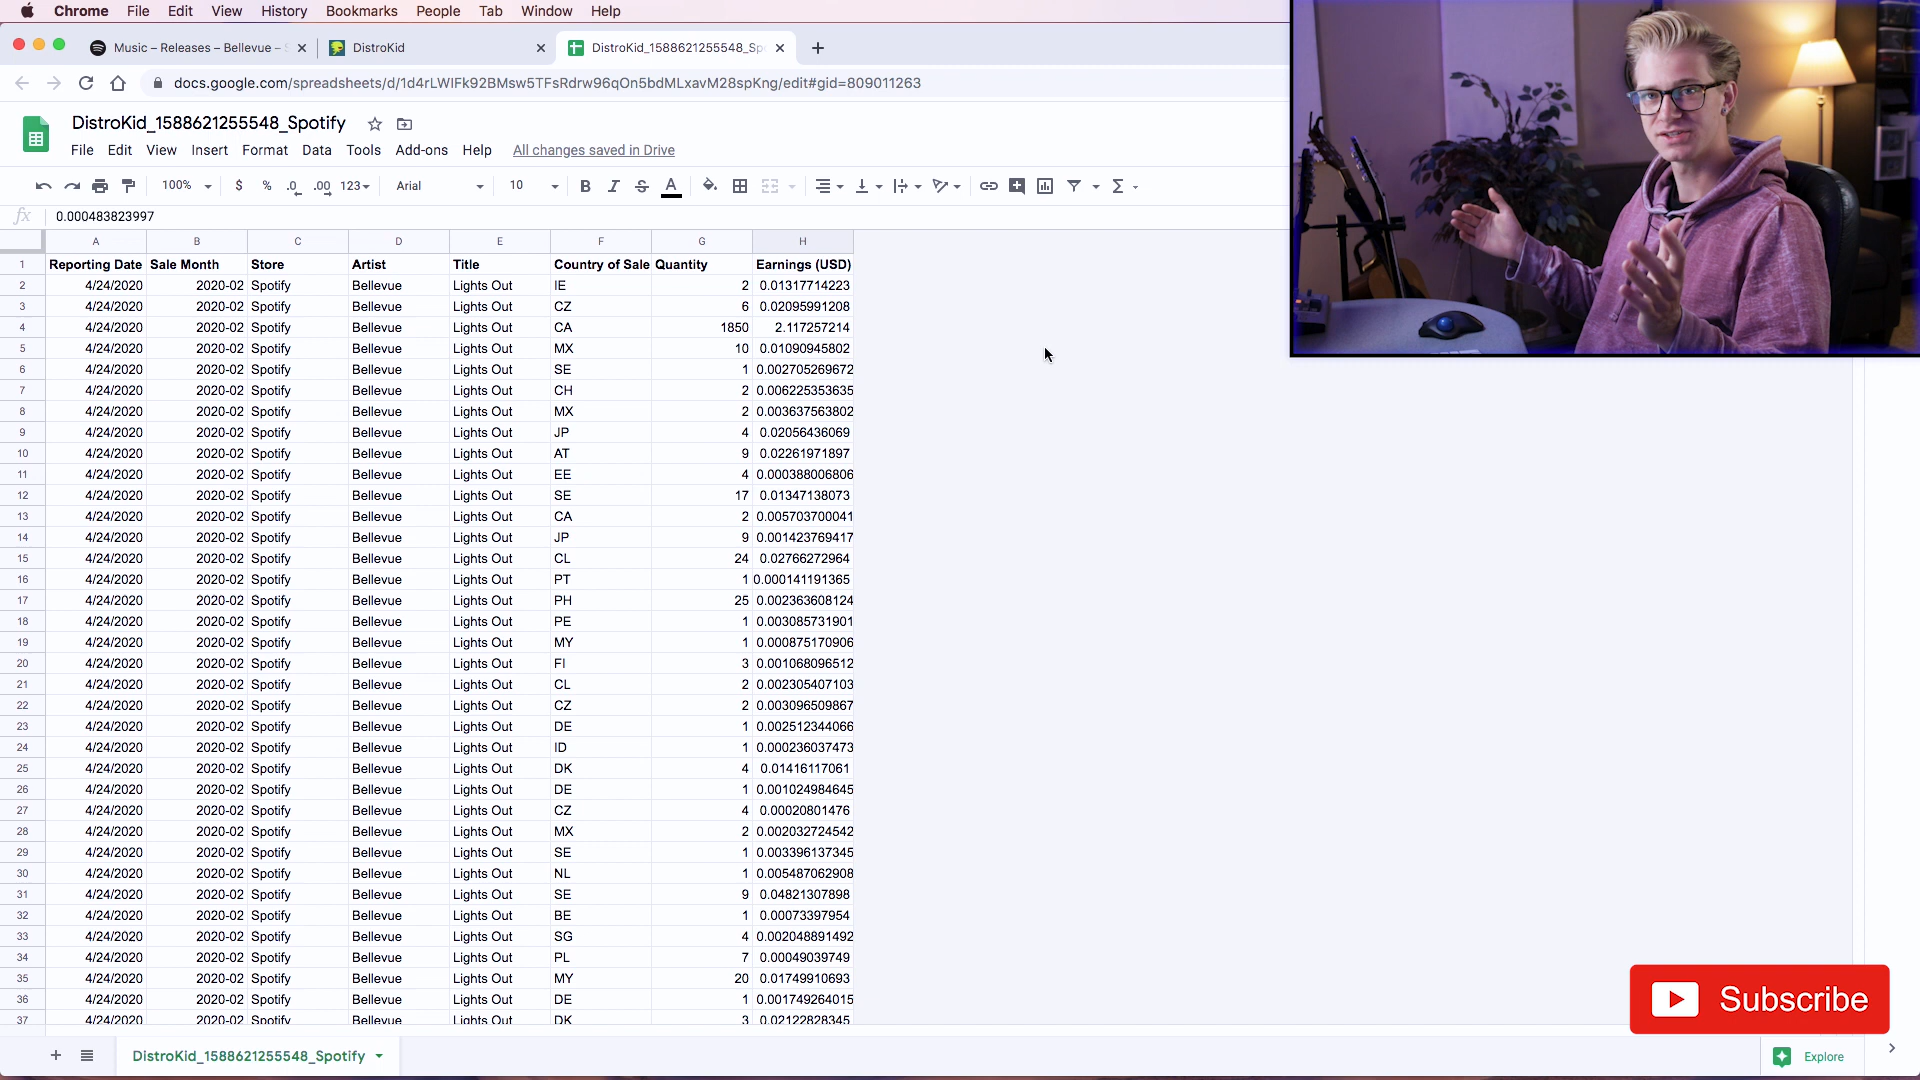 Chrome File Edit View History Bookmarks People Tab Window Help
Music – Releases – Bellevue – DistroKid DistroKid_1588621255548_Sp
docs.google.com/spreadsheets/d/1d4rLWIFk92BMsw5TFsRdrw96qOn5bdMLxavM28spKng/edit#gid=809011263
DistroKid_1588621255548_Spotify
File Edit View Insert Format Data Tools Add-ons Help All changes saved in Drive
100% $ % .0 .00 123 Arial 10 B I S A
fx 0.000483823997
A B C D E F G H
1 Reporting Date Sale Month Store Artist Title Country of Sale Quantity Earnings (USD)
2 4/24/2020 2020-02 Spotify Bellevue Lights Out IE 2 0.01317714223
3 4/24/2020 2020-02 Spotify Bellevue Lights Out CZ 6 0.02095991208
4 4/24/2020 2020-02 Spotify Bellevue Lights Out CA 1850 2.117257214
5 4/24/2020 2020-02 Spotify Bellevue Lights Out MX 10 0.01090945802
6 4/24/2020 2020-02 Spotify Bellevue Lights Out SE 1 0.002705269672
7 4/24/2020 2020-02 Spotify Bellevue Lights Out CH 2 0.006225353635
8 4/24/2020 2020-02 Spotify Bellevue Lights Out MX 2 0.003637563802
9 4/24/2020 2020-02 Spotify Bellevue Lights Out JP 4 0.02056436069
10 4/24/2020 2020-02 Spotify Bellevue Lights Out AT 9 0.02261971897
11 4/24/2020 2020-02 Spotify Bellevue Lights Out EE 4 0.000388006806
12 4/24/2020 2020-02 Spotify Bellevue Lights Out SE 17 0.01347138073
13 4/24/2020 2020-02 Spotify Bellevue Lights Out CA 2 0.005703700041
14 4/24/2020 2020-02 Spotify Bellevue Lights Out JP 9 0.001423769417
15 4/24/2020 2020-02 Spotify Bellevue Lights Out CL 24 0.02766272964
16 4/24/2020 2020-02 Spotify Bellevue Lights Out PT 1 0.000141191365
17 4/24/2020 2020-02 Spotify Bellevue Lights Out PH 25 0.002363608124
18 4/24/2020 2020-02 Spotify Bellevue Lights Out PE 1 0.003085731901
19 4/24/2020 2020-02 Spotify Bellevue Lights Out MY 1 0.000875170906
20 4/24/2020 2020-02 Spotify Bellevue Lights Out FI 3 0.001068096512
21 4/24/2020 2020-02 Spotify Bellevue Lights Out CL 2 0.002305407103
22 4/24/2020 2020-02 Spotify Bellevue Lights Out CZ 2 0.003096509867
23 4/24/2020 2020-02 Spotify Bellevue Lights Out DE 1 0.002512344066
24 4/24/2020 2020-02 Spotify Bellevue Lights Out ID 1 0.000236037473
25 4/24/2020 2020-02 Spotify Bellevue Lights Out DK 4 0.01416117061
26 4/24/2020 2020-02 Spotify Bellevue Lights Out DE 1 0.001024984645
27 4/24/2020 2020-02 Spotify Bellevue Lights Out CZ 4 0.00020801476
28 4/24/2020 2020-02 Spotify Bellevue Lights Out MX 2 0.002032724542
29 4/24/2020 2020-02 Spotify Bellevue Lights Out SE 1 0.003396137345
30 4/24/2020 2020-02 Spotify Bellevue Lights Out NL 1 0.005487062908
31 4/24/2020 2020-02 Spotify Bellevue Lights Out SE 9 0.04821307898
32 4/24/2020 2020-02 Spotify Bellevue Lights Out BE 1 0.00073397954
33 4/24/2020 2020-02 Spotify Bellevue Lights Out SG 4 0.002048891492
34 4/24/2020 2020-02 Spotify Bellevue Lights Out PL 7 0.00049039749
35 4/24/2020 2020-02 Spotify Bellevue Lights Out MY 20 0.01749910693
36 4/24/2020 2020-02 Spotify Bellevue Lights Out DE 1 0.001749264015
37 4/24/2020 2020-02 Spotify Bellevue Lights Out DK 3 0.02122828345
Subscribe
DistroKid_1588621255548_Spotify Explore